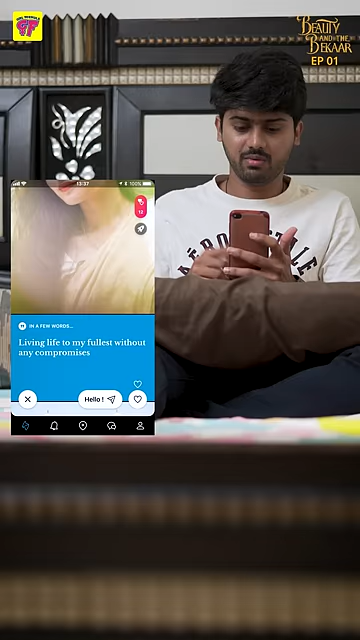 BEAUTY
AND THE
BEKAAR
EP 01
13:37
100%
12
IN A FEW WORDS...
Living life to my fullest without
any compromises
Hello !